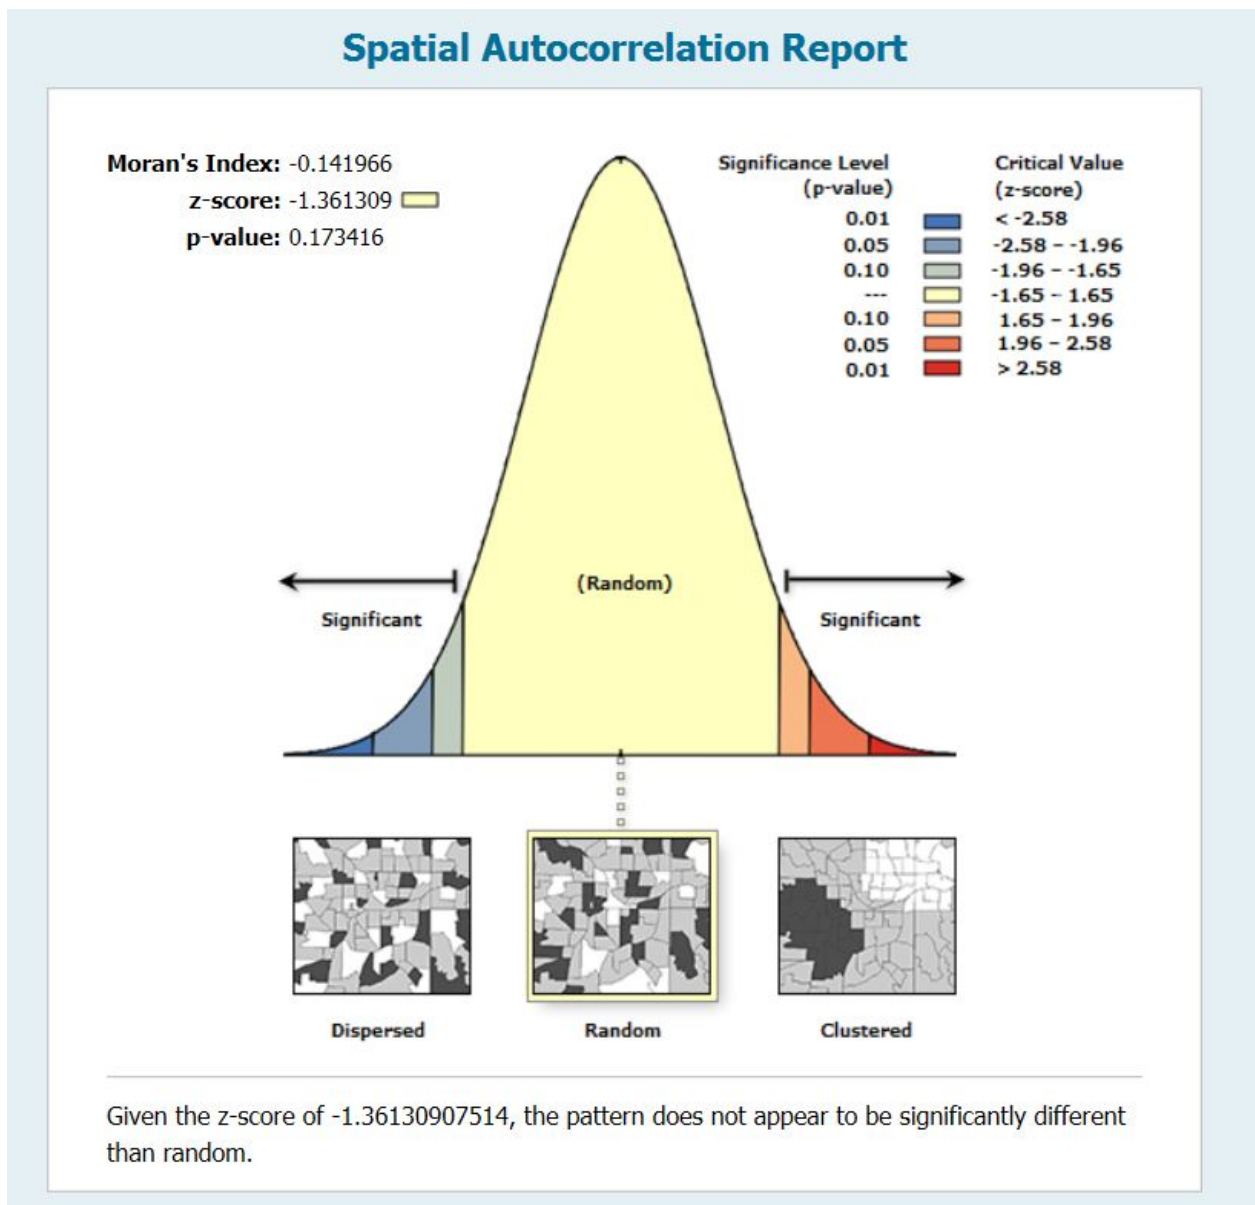 Spatial Autocorrelation Report
Moran's Index: -0.141966
z-score: -1.361309
p-value: 0.173416
Significance Level
(p-value)
Critical Value
(z-score)
0.01 < -2.58
0.05 -2.58 – -1.96
0.10 -1.96 – -1.65
--- -1.65 – 1.65
0.10 1.65 – 1.96
0.05 1.96 – 2.58
0.01 > 2.58
(Random)
Significant
Significant
Dispersed
Random
Clustered
Given the z-score of -1.36130907514, the pattern does not appear to be significantly different
than random.